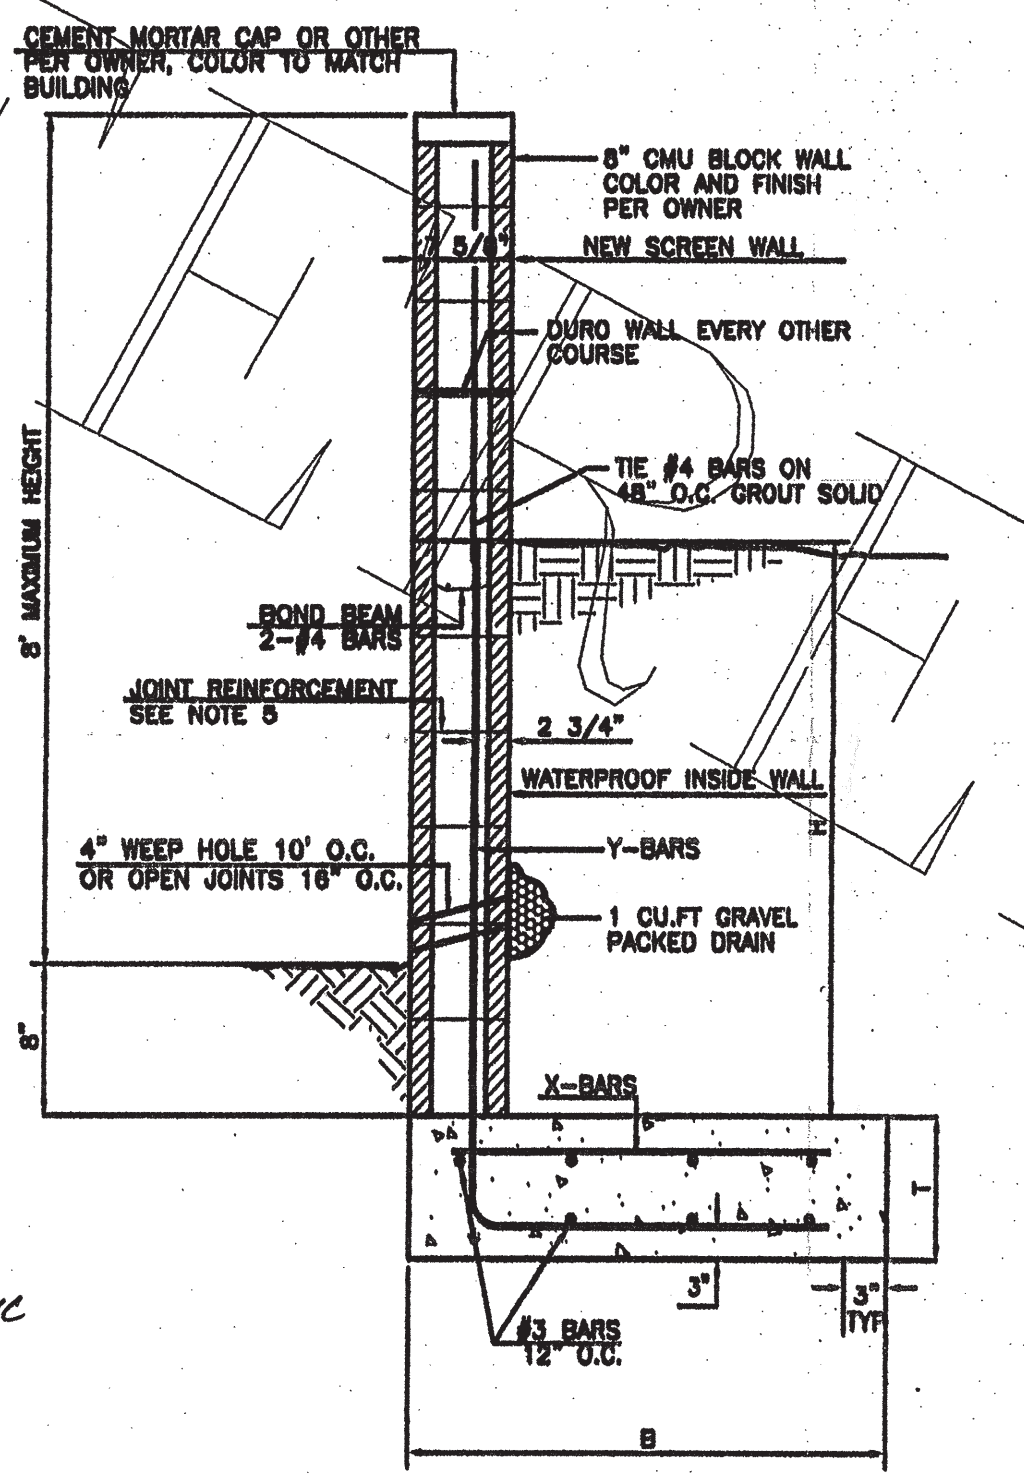 CEMENT MORTAR CAP OR OTHER
PER OWNER, COLOR TO MATCH
BUILDING
8" CMU BLOCK WALL
COLOR AND FINISH
PER OWNER
7 5/8"
NEW SCREEN WALL
DURO WALL EVERY OTHER
COURSE
TIE #4 BARS ON
48" O.C. GROUT SOLID
8' MAXIMUM HEIGHT
BOND BEAM
2-#4 BARS
JOINT REINFORCEMENT
SEE NOTE 5
2 3/4"
WATERPROOF INSIDE WALL
H
4" WEEP HOLE 10' O.C.
OR OPEN JOINTS 16" O.C.
Y-BARS
1 CU.FT GRAVEL
PACKED DRAIN
8"
X-BARS
T
3"
3"
TYP
#3 BARS
12" O.C.
B